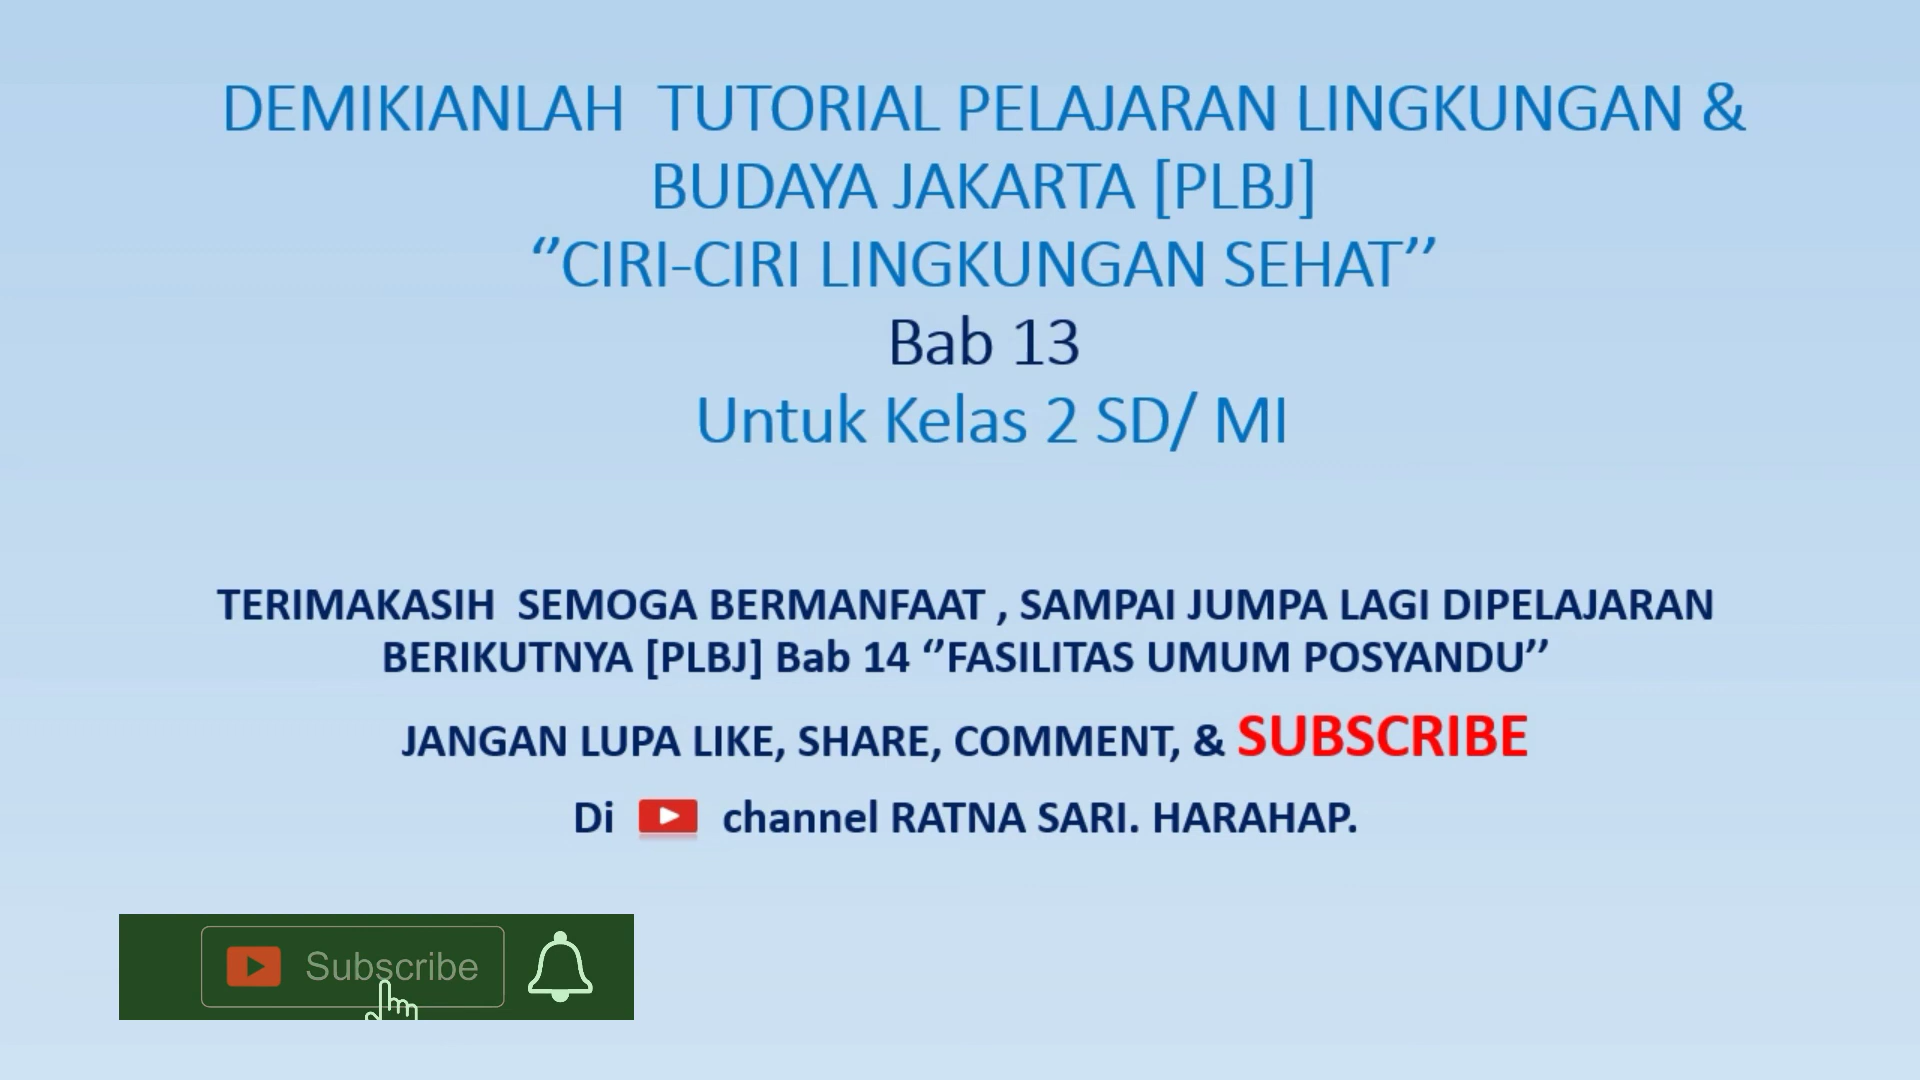 DEMIKIANLAH TUTORIAL PELAJARAN LINGKUNGAN &
BUDAYA JAKARTA [PLBJ]
‘’CIRI-CIRI LINGKUNGAN SEHAT’’
Bab 13
Untuk Kelas 2 SD/ MI
TERIMAKASIH SEMOGA BERMANFAAT , SAMPAI JUMPA LAGI DIPELAJARAN
BERIKUTNYA [PLBJ] Bab 14 ‘’FASILITAS UMUM POSYANDU’’
JANGAN LUPA LIKE, SHARE, COMMENT, & SUBSCRIBE
Di channel RATNA SARI. HARAHAP.
Subscribe